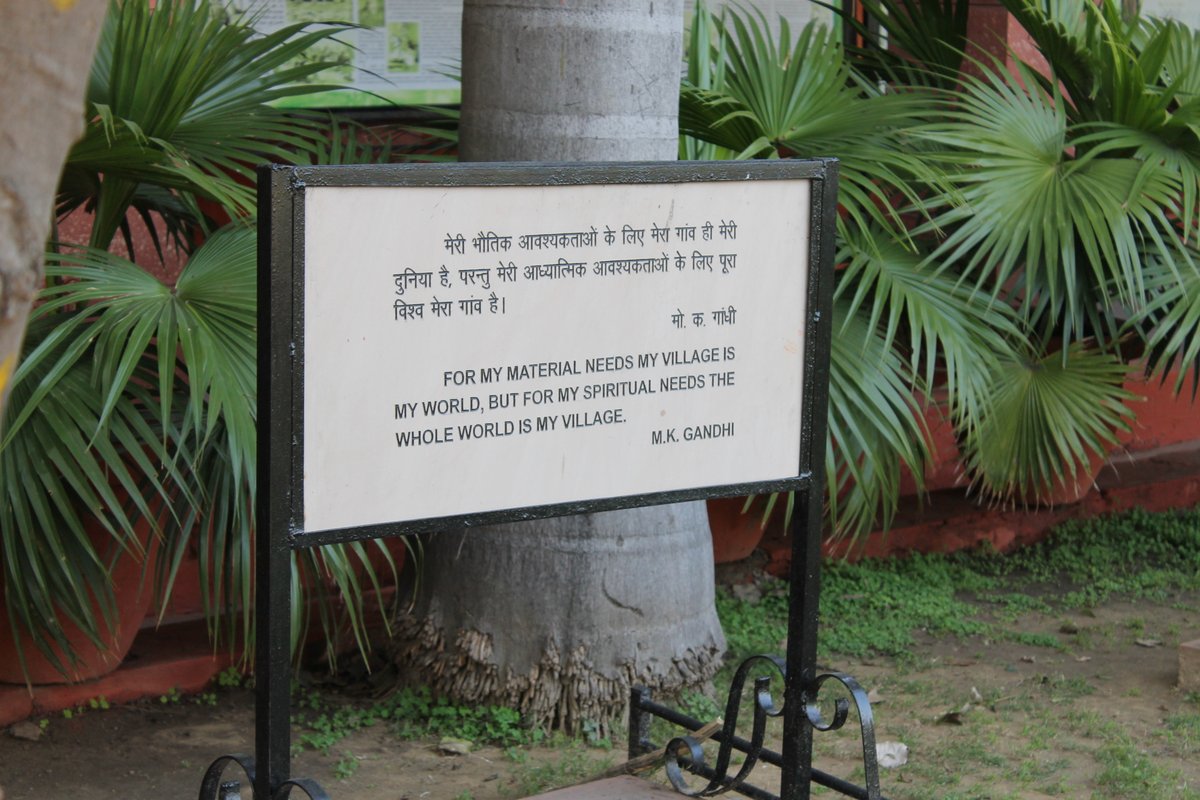 मेरी भौतिक आवश्यकताओं के लिए मेरा गांव ही मेरी
दुनिया है, परन्तु मेरी आध्यात्मिक आवश्यकताओं के लिए पूरा
विश्व मेरा गांव है।
मो. क. गांधी
FOR MY MATERIAL NEEDS MY VILLAGE IS
MY WORLD, BUT FOR MY SPIRITUAL NEEDS THE
WHOLE WORLD IS MY VILLAGE.
M.K. GANDHI